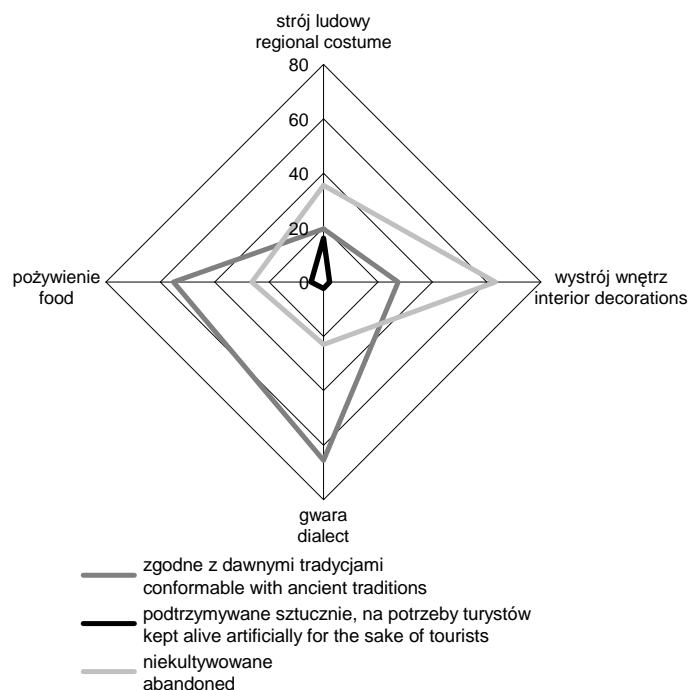 strój ludowy
regional costume
80
60
40
20
0
pożywienie
food
wystrój wnętrz
interior decorations
gwara
dialect
zgodne z dawnymi tradycjami
conformable with ancient traditions
podtrzymywane sztucznie, na potrzeby turystów
kept alive artificially for the sake of tourists
niekultywowane
abandoned